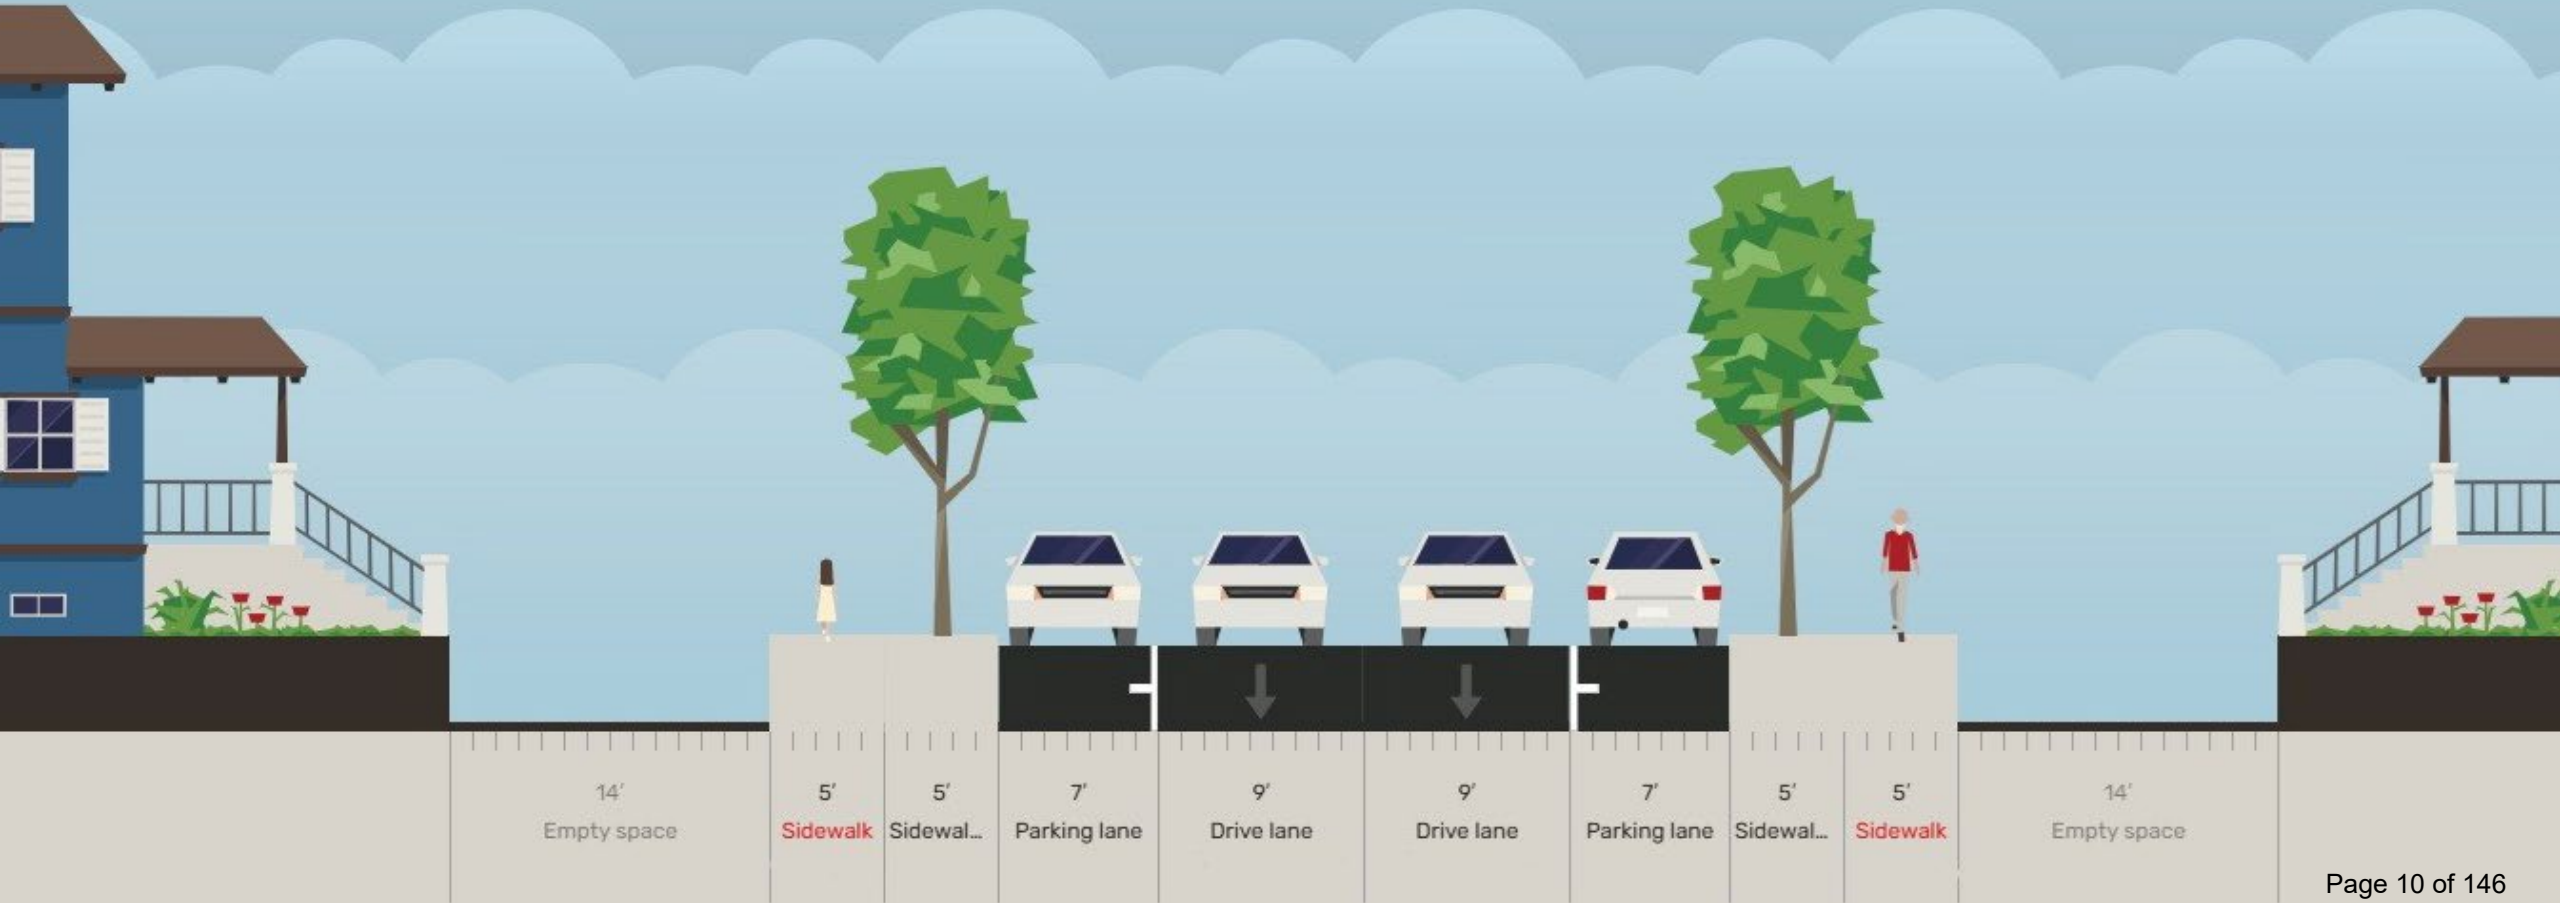 14′ 5′ 5′ 7′ 9′ 9′ 7′ 5′ 5′ 14′
Empty space Sidewalk Sidewal... Parking lane Drive lane Drive lane Parking lane Sidewal... Sidewalk Empty space
Page 10 of 146